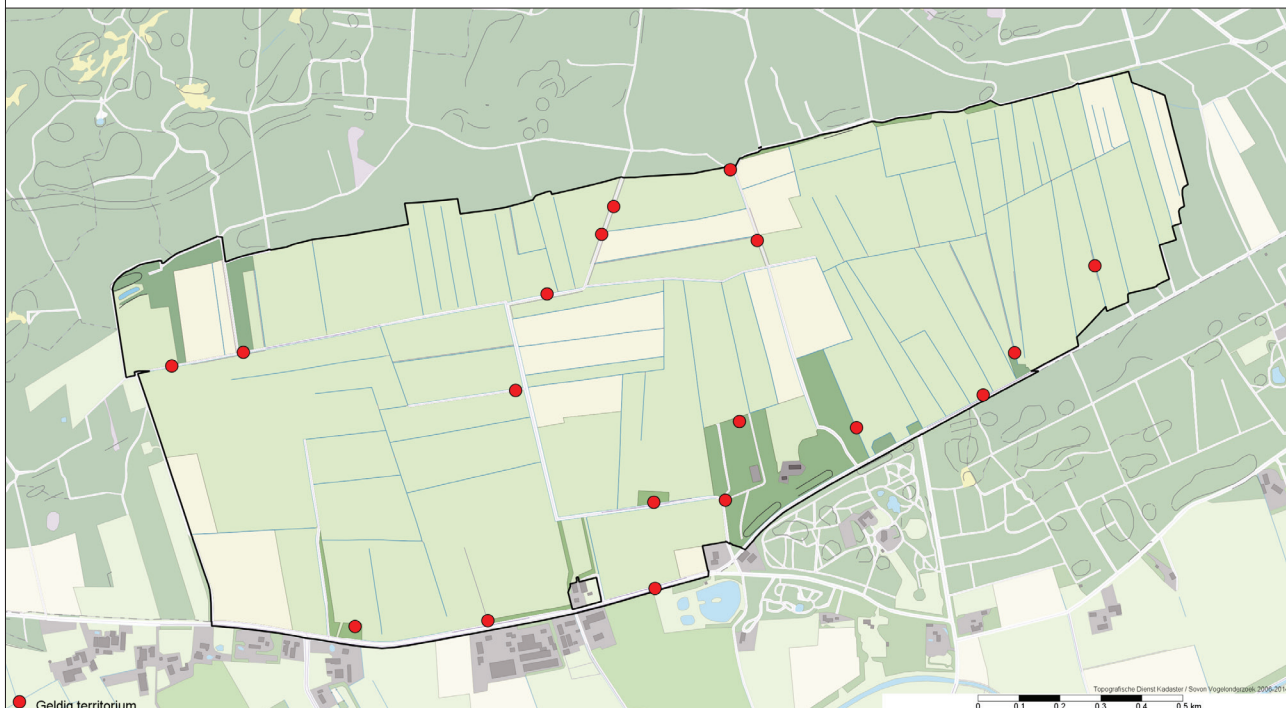 Topografische Dienst Kadaster / Sovon Vogelonderzoek 2006-201
Geldig territorium
0 0.1 0.2 0.3 0.4 0.5 km